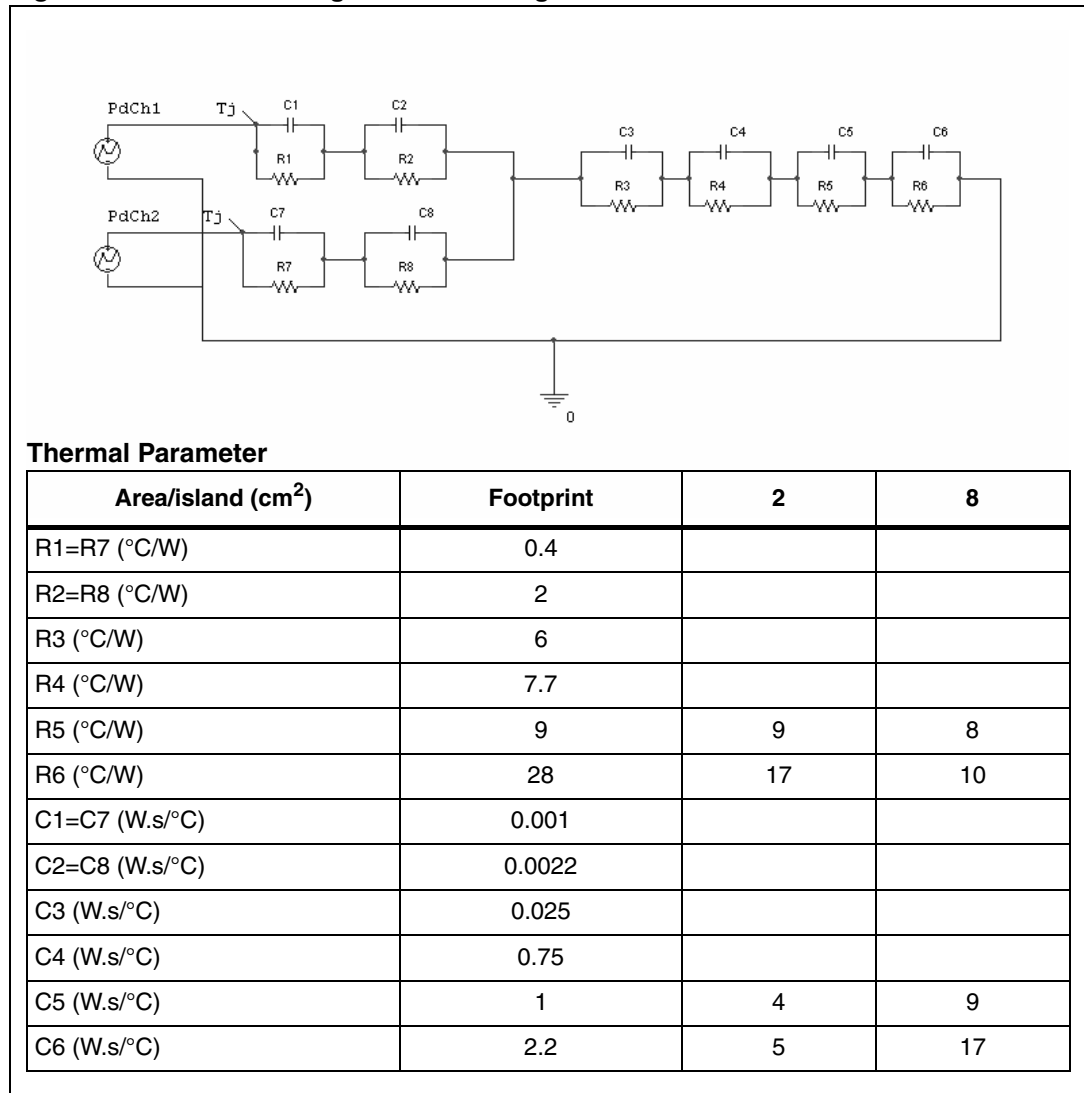 PdCh1 Tj C1 C2
R1 R2
C3 C4 C5 C6
R3 R4 R5 R6
PdCh2 Tj C7 C8
R7 R8
0
Thermal Parameter
Area/island (cm2) Footprint 2 8
R1=R7 (°C/W) 0.4
R2=R8 (°C/W) 2
R3 (°C/W) 6
R4 (°C/W) 7.7
R5 (°C/W) 9 9 8
R6 (°C/W) 28 17 10
C1=C7 (W.s/°C) 0.001
C2=C8 (W.s/°C) 0.0022
C3 (W.s/°C) 0.025
C4 (W.s/°C) 0.75
C5 (W.s/°C) 1 4 9
C6 (W.s/°C) 2.2 5 17